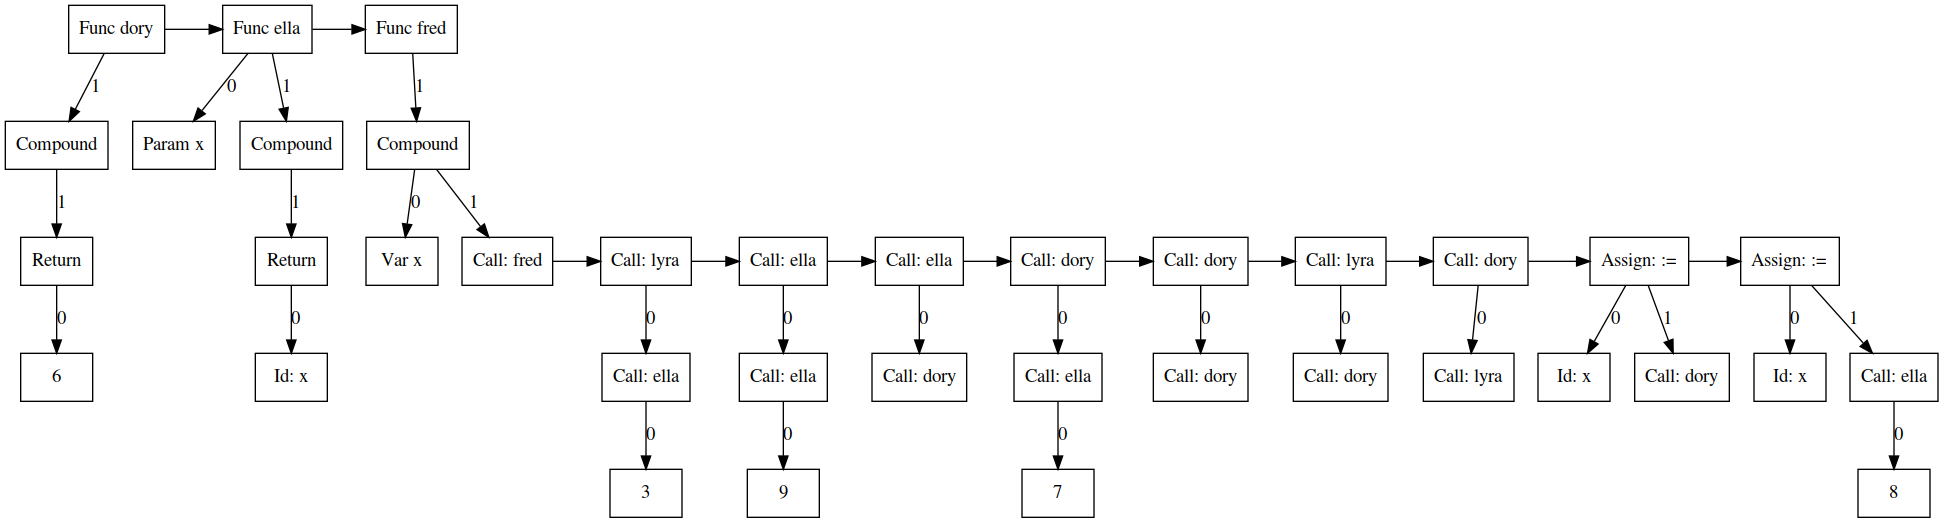 Func dory
Func ella
Func fred
1
0
1
1
Compound
Param x
Compound
Compound
1
1
0
1
Return
Return
Var x
Call: fred
Call: lyra
Call: ella
Call: ella
Call: dory
Call: dory
Call: lyra
Call: dory
Assign: :=
Assign: :=
0
0
0
0
0
0
0
0
0
0
1
0
1
6
Id: x
Call: ella
Call: ella
Call: dory
Call: ella
Call: dory
Call: dory
Call: lyra
Id: x
Call: dory
Id: x
Call: ella
0
0
0
0
3
9
7
8